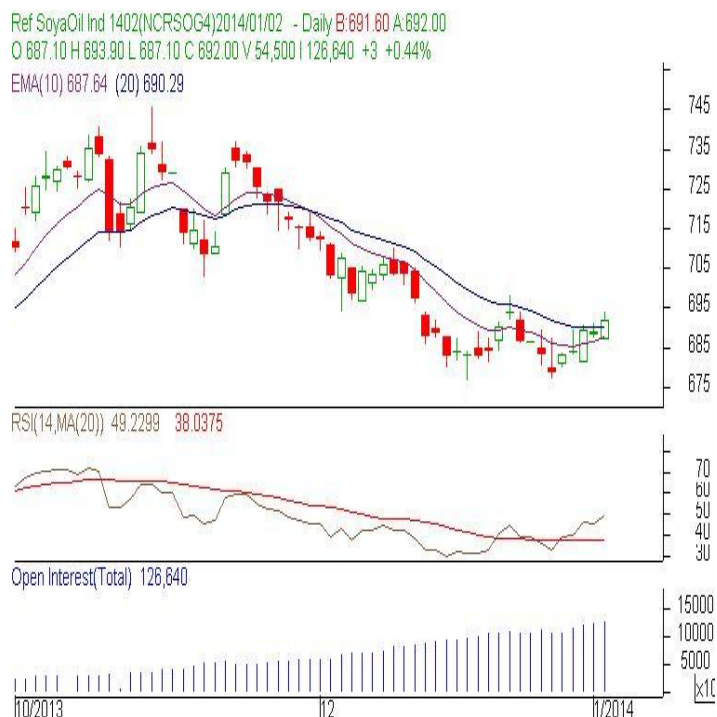 Ref SoyaOil Ind 1402(NCRSOG4)2014/01/02 - Daily B:691.60 A:692.00
O 687.10 H 693.90 L 687.10 C 692.00 V 54,500 I 126,640 +3 +0.44%
EMA(10) 687.64 (20) 690.29
745
735
725
715
705
695
685
675
RSI(14,MA(20)) 49.2299 38.0375
70
60
50
40
30
Open Interest(Total) 126,640
15000
10000
5000
x10
10/2013 12 1/2014